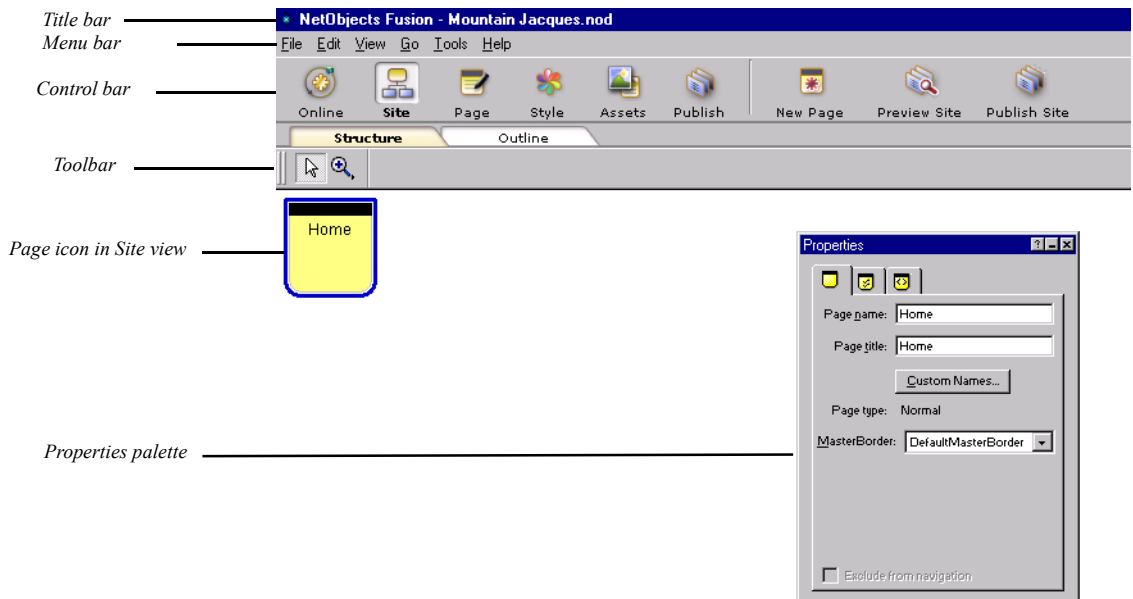 Title bar
NetObjects Fusion - Mountain Jacques.nod
Menu bar
File Edit View Go Tools Help
Control bar
Online Site Page Style Assets Publish New Page Preview Site Publish Site
Structure Outline
Toolbar
Home
Page icon in Site view
Properties
Page name: Home
Page title: Home
Custom Names...
Page type: Normal
MasterBorder: DefaultMasterBorder
Properties palette
Exclude from navigation